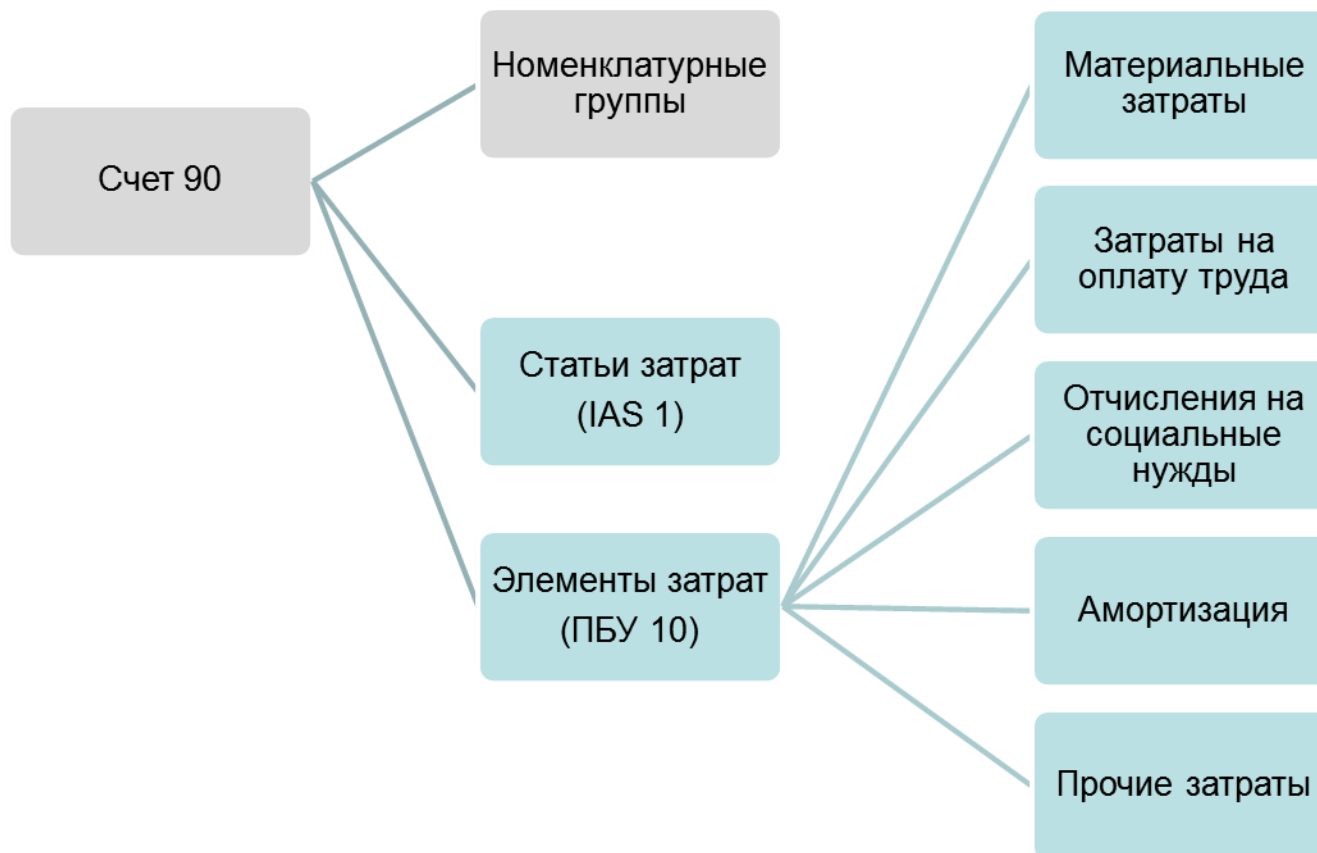 Счет 90
Номенклатурные
группы
Статьи затрат
(IAS 1)
Элементы затрат
(ПБУ 10)
Материальные
затраты
Затраты на
оплату труда
Отчисления на
социальные
нужды
Амортизация
Прочие затраты